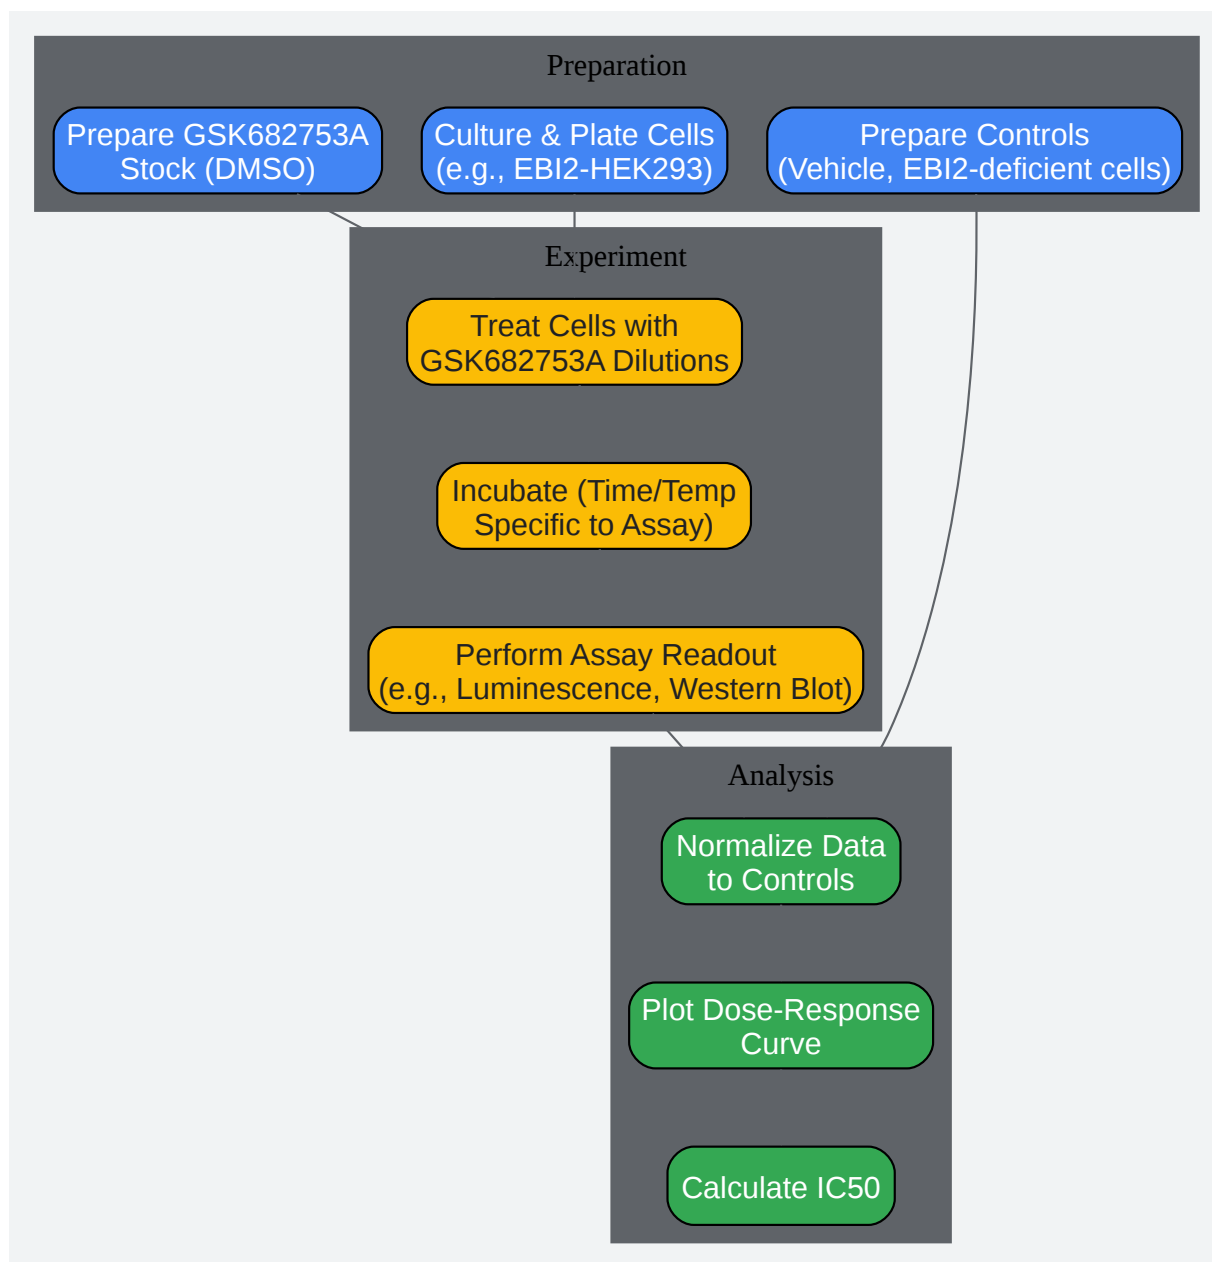 Preparation
Prepare GSK682753A
Stock (DMSO)
Culture & Plate Cells
(e.g., EBI2-HEK293)
Prepare Controls
(Vehicle, EBI2-deficient cells)
Experiment
Treat Cells with
GSK682753A Dilutions
Incubate (Time/Temp
Specific to Assay)
Perform Assay Readout
(e.g., Luminescence, Western Blot)
Analysis
Normalize Data
to Controls
Plot Dose-Response
Curve
Calculate IC50